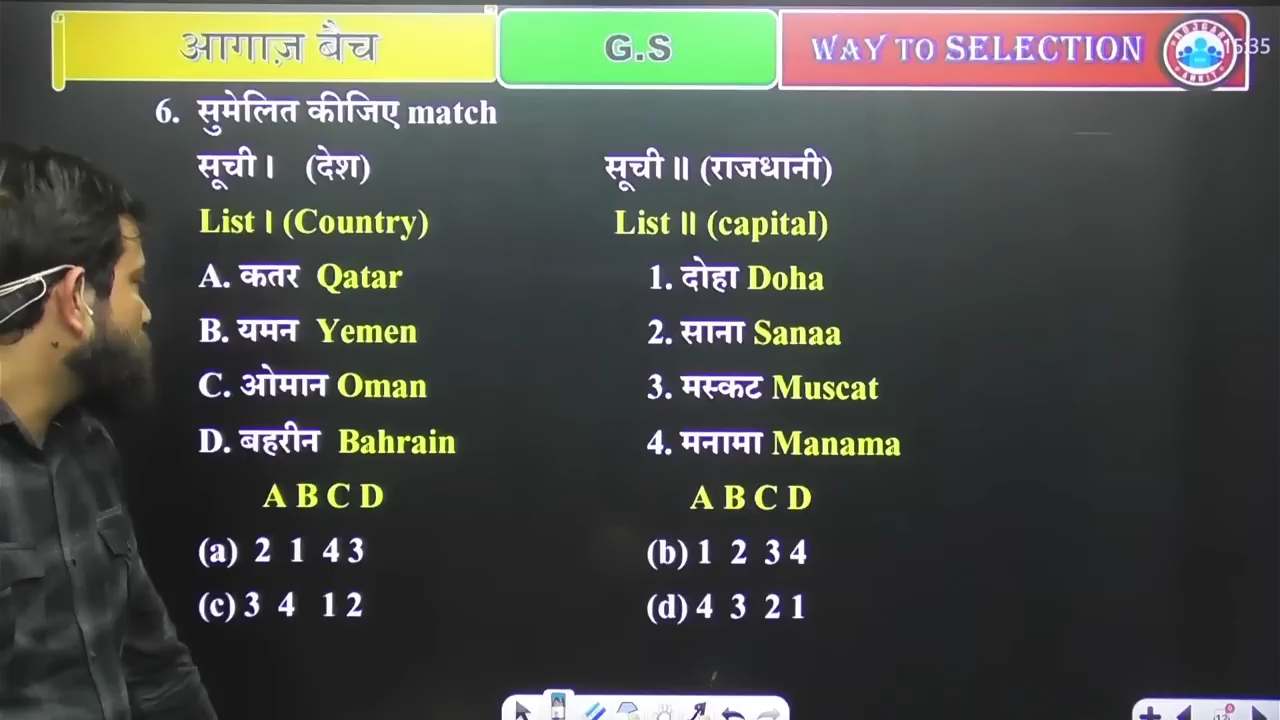 आगाज़ बैच G.S WAY TO SELECTION 15:35
6. सुमेलित कीजिए match
सूची I (देश) सूची II (राजधानी)
List I (Country) List II (capital)
A. कतर Qatar 1. दोहा Doha
B. यमन Yemen 2. साना Sanaa
C. ओमान Oman 3. मस्कट Muscat
D. बहरीन Bahrain 4. मनामा Manama
A B C D A B C D
(a) 2 1 4 3 (b) 1 2 3 4
(c) 3 4 1 2 (d) 4 3 2 1